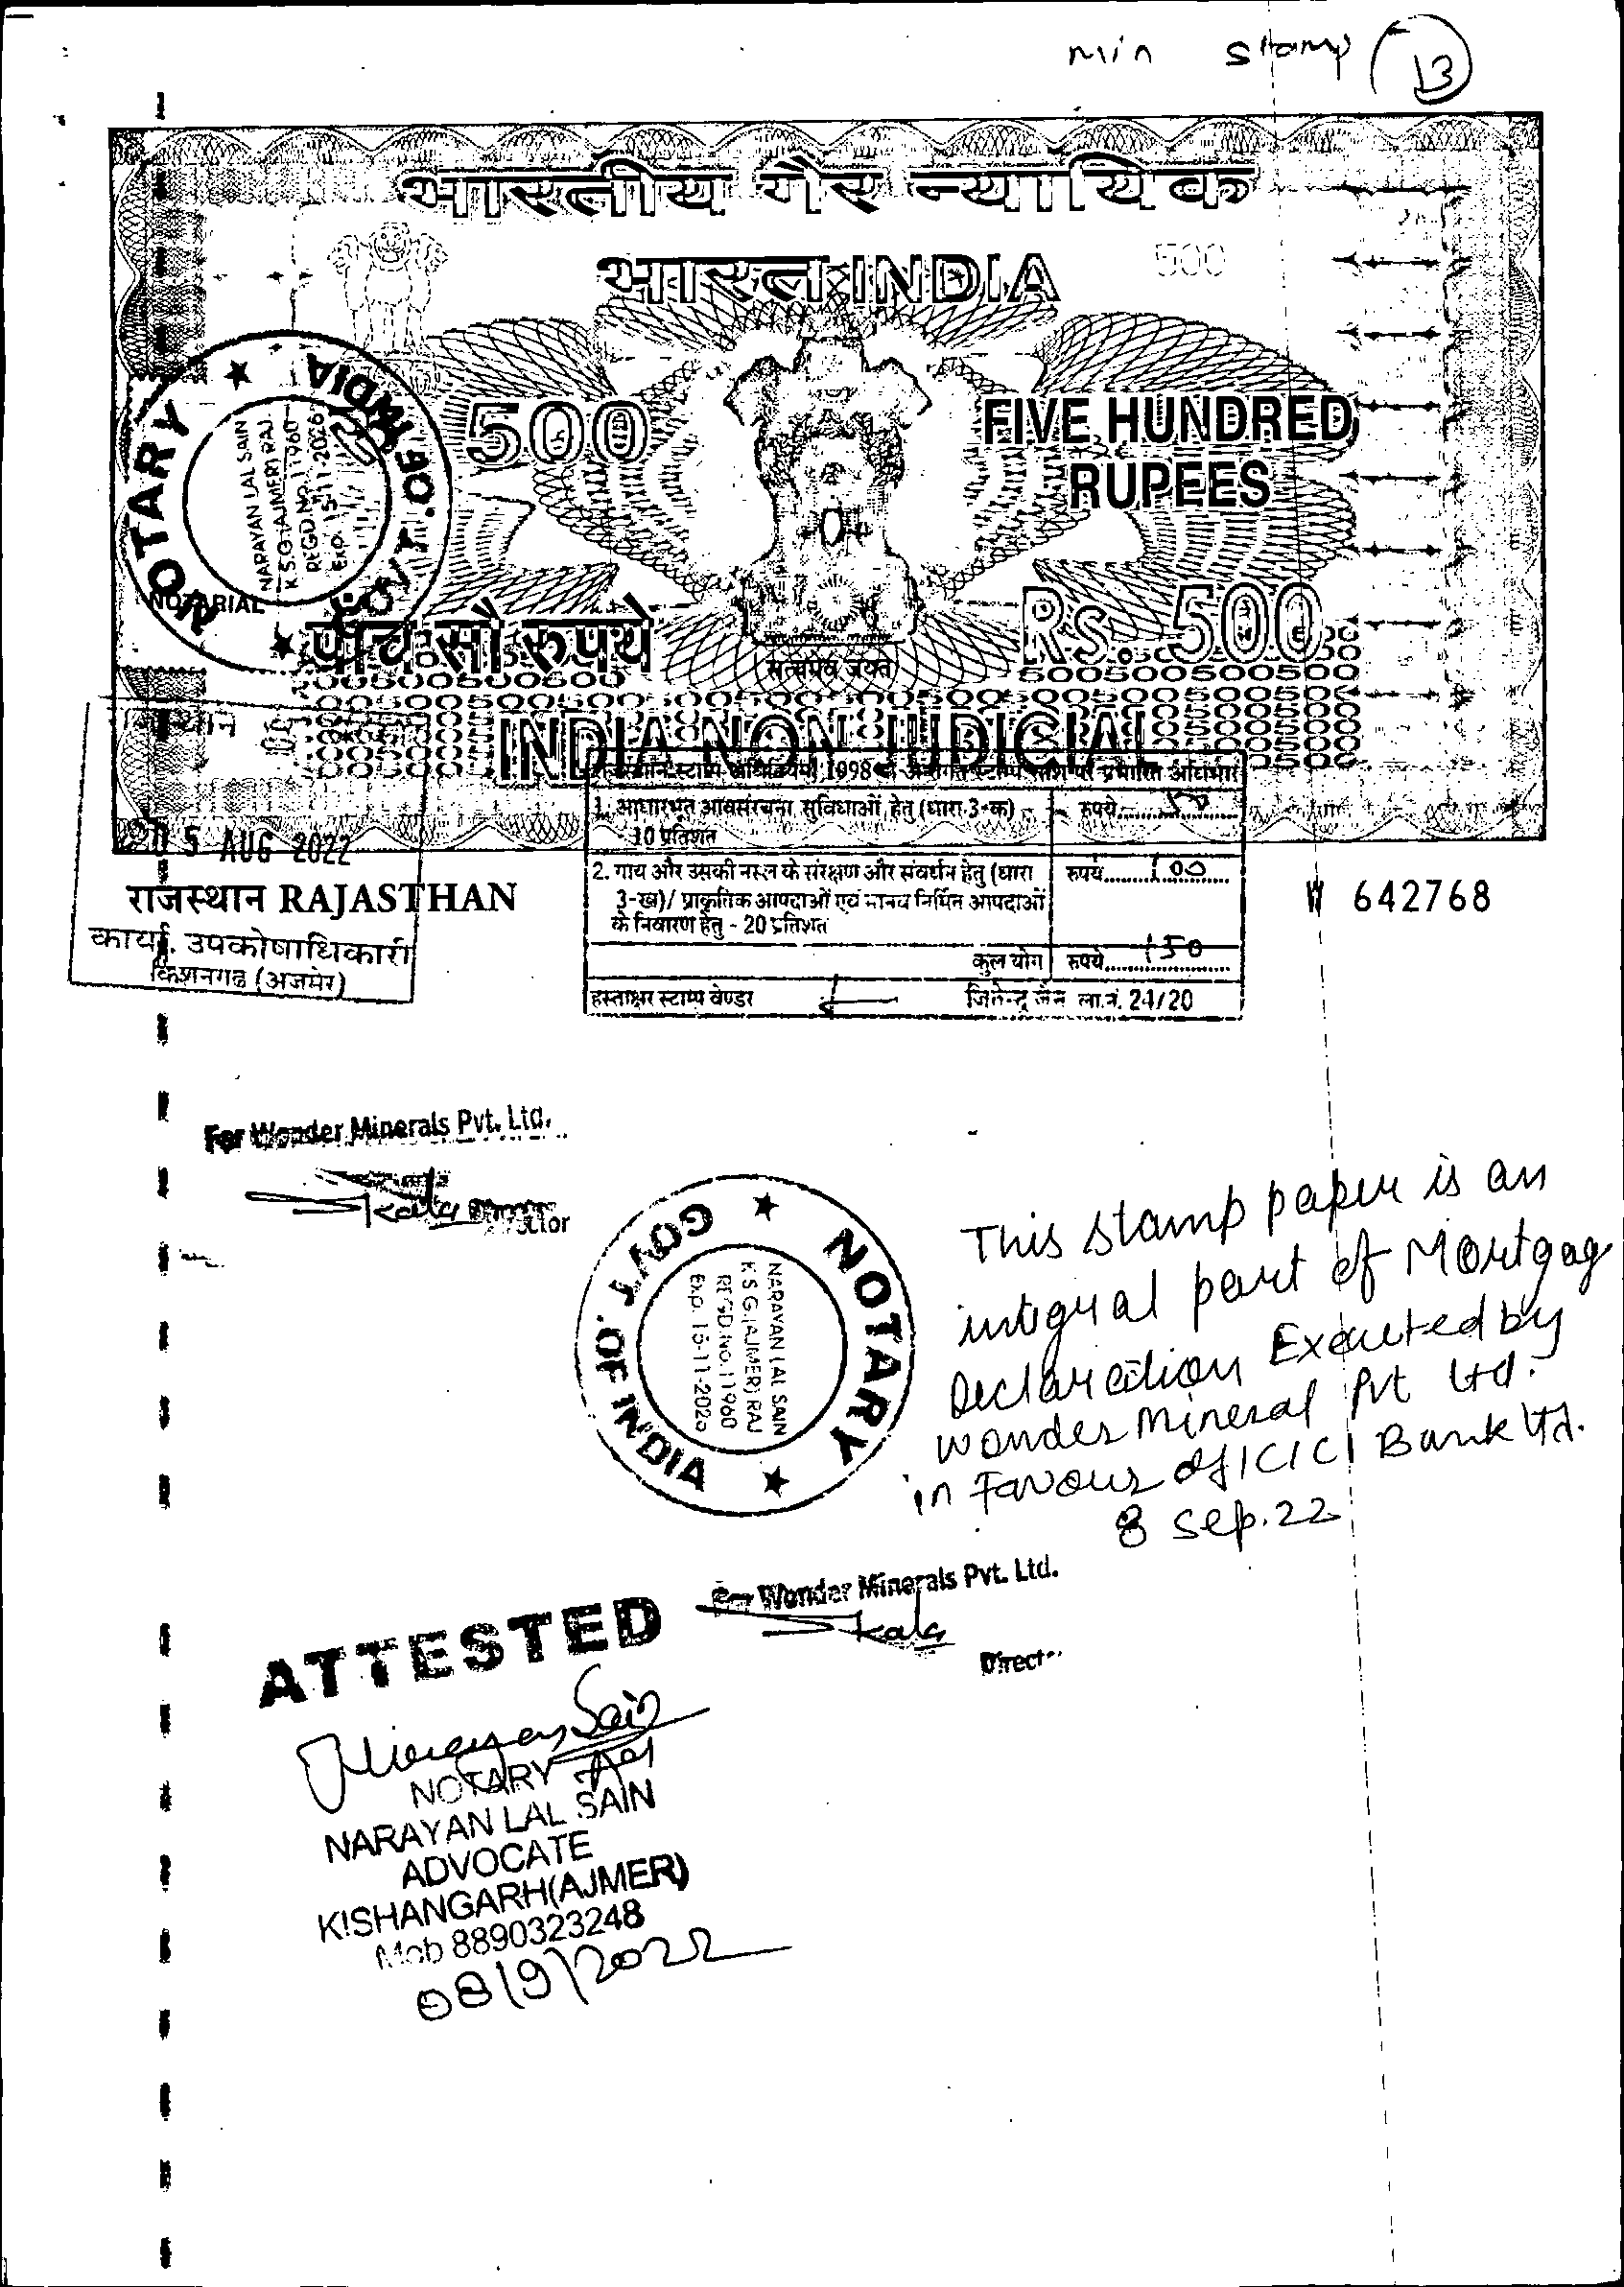 min stamp 13
भारतीय गैर न्यायिक
भारत INDIA
500
500
FIVE HUNDRED
RUPEES
पाँच सौ रुपये
सत्यमेव जयते
Rs. 500
INDIA NON JUDICIAL
NOTARY
GOVT. OF INDIA
NARAYAN LAL SAIN
K.S.G.(AJMER) RAJ
REGD.NO.11960
Exp. 15-11-2026
NOTARIAL
5 AUG 2022
राजस्थान RAJASTHAN
कार्या. उपकोषाधिकारी
किशनगढ (अजमेर)
W 642768
राजस्थान स्टाम्प अधिनियम, 1998 के अन्तर्गत स्टाम्प राशि पर प्रभारित अधिभार
1. आधारभूत अवसंरचना सुविधाओं हेतु (धारा 3-क) - रुपये 50
10 प्रतिशत
2. गाय और उसकी नस्ल के संरक्षण और संवर्धन हेतु (धारा रुपये 100
3-ख)/ प्राकृतिक आपदाओं एवं मानव निर्मित आपदाओं
के निवारण हेतु - 20 प्रतिशत
कुल योग रुपये 150
हस्ताक्षर स्टाम्प वेण्डर जितेन्द्र जैन ला.नं. 24/20
For Wonder Minerals Pvt. Ltd.
Skala
NOTARY
GOVT. OF INDIA
NARAYAN LAL SAIN
K S G.(AJMER) RAJ
REGD.NO.11960
Exp. 15-11-2026
This stamp paper is an
integral part of Mortgag
Declaration Executed by
Wonder Mineral Pvt Ltd.
in Favour of ICICI Bank Ltd.
8 Sep. 22
For Wonder Minerals Pvt. Ltd.
Skala
Direct
ATTESTED
Narayan Sain
NOTARY
NARAYAN LAL SAIN
ADVOCATE
KISHANGARH(AJMER)
Mob 8890323248
08/9/2022